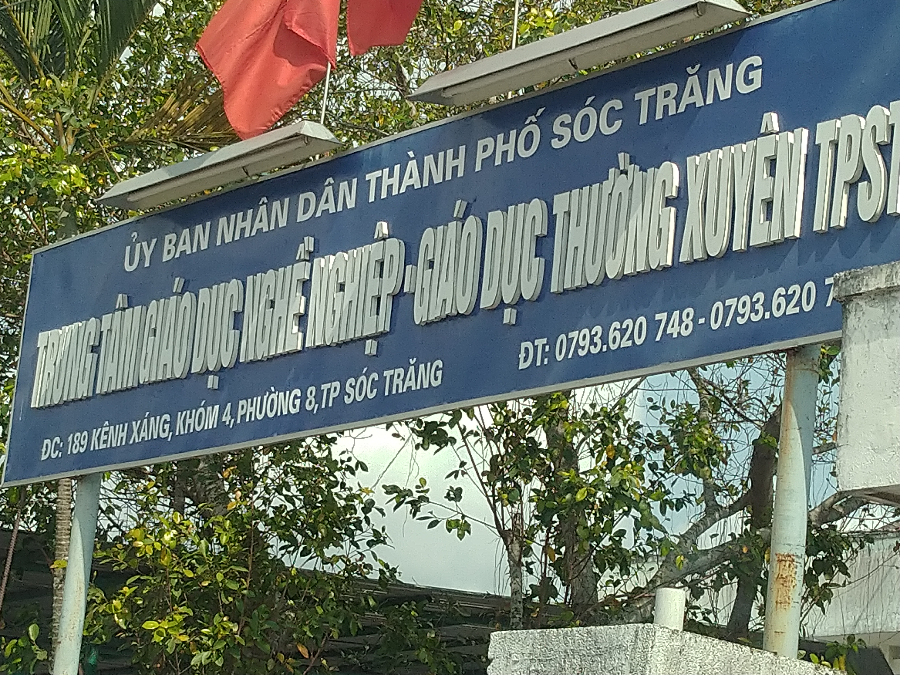 ỦY BAN NHÂN DÂN THÀNH PHỐ SÓC TRĂNG
TRUNG TÂM GIÁO DỤC NGHỀ NGHIỆP - GIÁO DỤC THƯỜNG XUYÊN TPST
ĐC: 189 KÊNH XÁNG, KHÓM 4, PHƯỜNG 8, TP SÓC TRĂNG
ĐT: 0793.620 748 - 0793.620